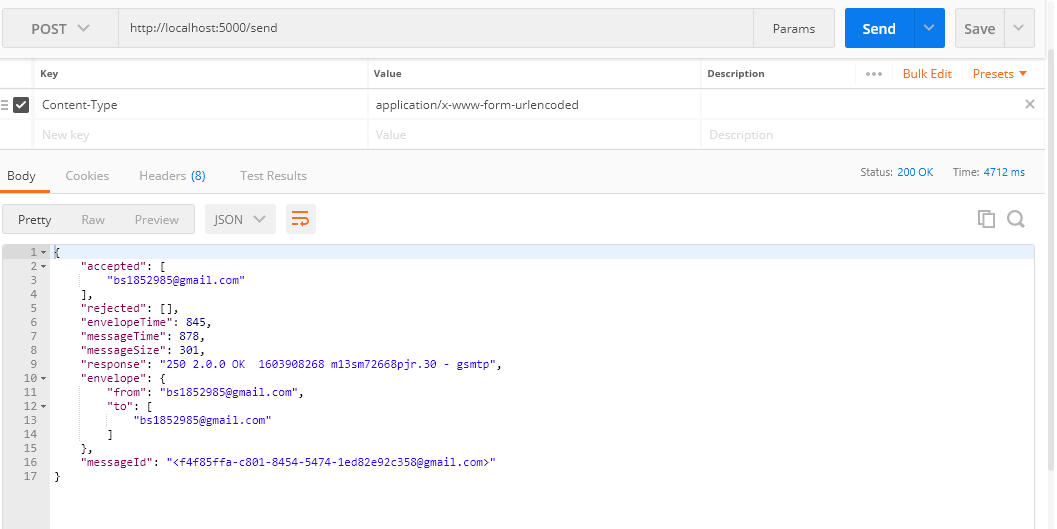 POST http://localhost:5000/send Params Send Save
Key Value Description ••• Bulk Edit Presets
Content-Type application/x-www-form-urlencoded
New key Value Description
Body Cookies Headers (8) Test Results Status: 200 OK Time: 4712 ms
Pretty Raw Preview JSON
1 {
2 "accepted": [
3 "bs1852985@gmail.com"
4 ],
5 "rejected": [],
6 "envelopeTime": 845,
7 "messageTime": 878,
8 "messageSize": 301,
9 "response": "250 2.0.0 OK  1603908268 m13sm72668pjr.30 - gsmtp",
10 "envelope": {
11 "from": "bs1852985@gmail.com",
12 "to": [
13 "bs1852985@gmail.com"
14 ]
15 },
16 "messageId": "<f4f85ffa-c801-8454-5474-1ed82e92c358@gmail.com>"
17 }